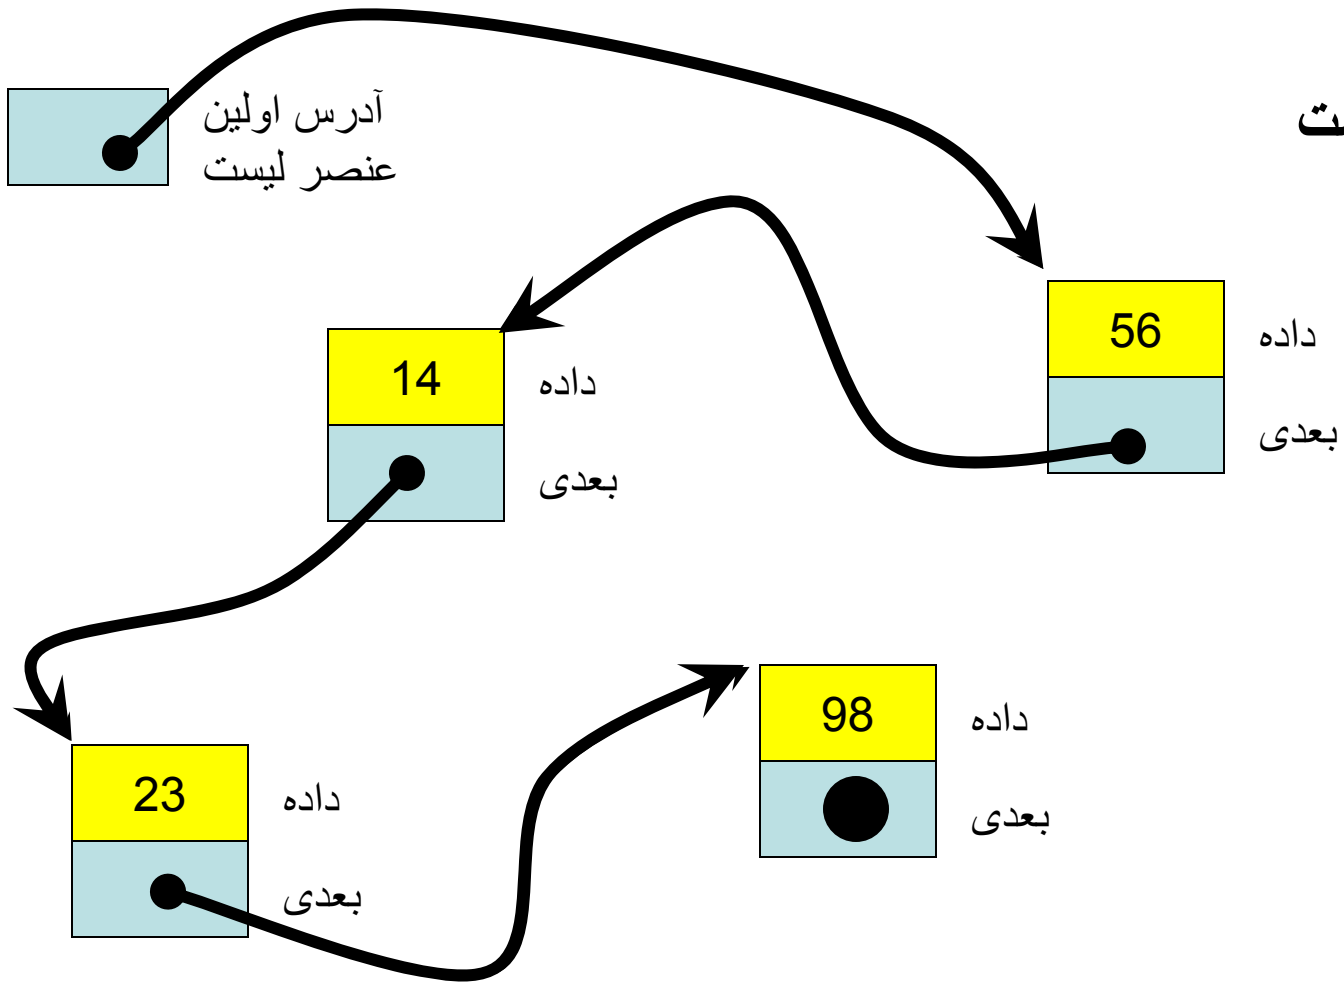 آدرس اولین
عنصر لیست
56
داده
بعدی
14
داده
بعدی
98
داده
بعدی
23
داده
بعدی